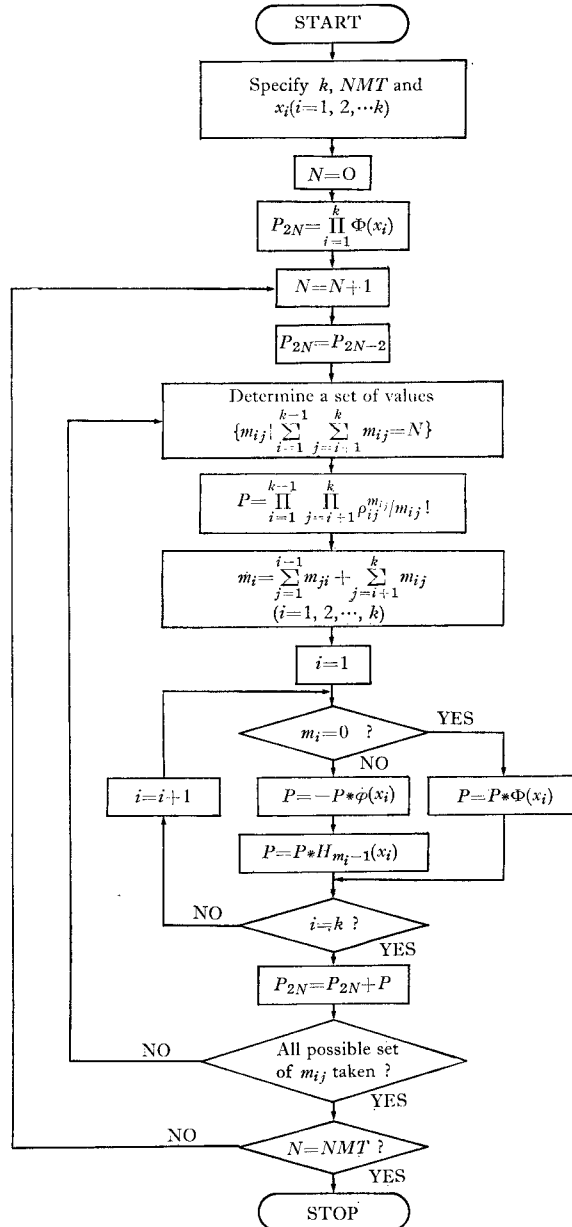 START
Specify k, NMT and
x_i(i=1, 2,⋯k)
N=O
P_{2N}=∏_{i=1}^{k} Φ(x_i)
N=N+1
P_{2N}=P_{2N−2}
Determine a set of values
{m_{ij}| ∑_{i=1}^{k−1} ∑_{j=i+1}^{k} m_{ij}=N}
P=∏_{i=1}^{k−1} ∏_{j=i+1}^{k} ρ_{ij}^{m_{ij}}/m_{ij}!
m_i=∑_{j=1}^{i−1} m_{ji}+∑_{j=i+1}^{k} m_{ij}
(i=1, 2,⋯, k)
i=1
m_i=0 ?
YES
NO
i=i+1
P=−P*φ(x_i)
P=P*Φ(x_i)
P=P*H_{m_i−1}(x_i)
NO
i=k ?
YES
P_{2N}=P_{2N}+P
NO
All possible set
of m_{ij} taken ?
YES
NO
N=NMT ?
YES
STOP